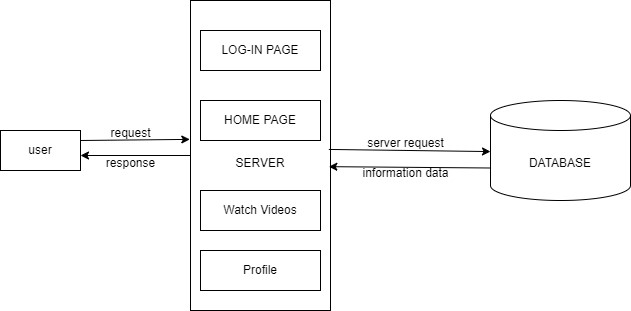 LOG-IN PAGE
HOME PAGE
request
server request
user
response
SERVER
DATABASE
information data
Watch Videos
Profile